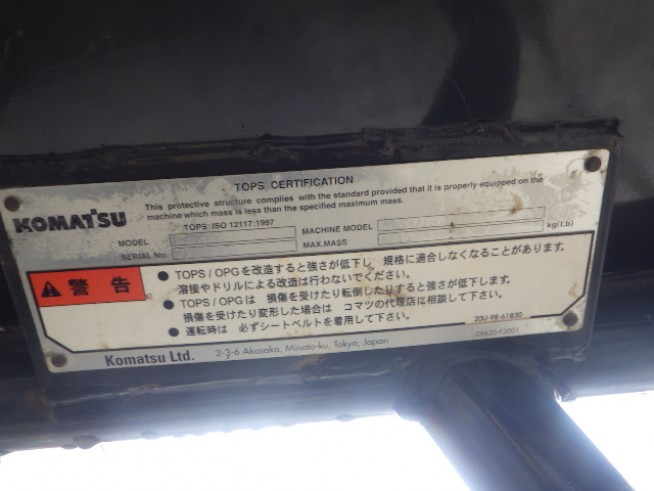 TOPS CERTIFICATION
KOMATSU
This protective structure complies with the standard provided that it is properly equipped on the
machine which mass is less than the specified maximum mass.
TOPS:ISO 12117:1997
MODEL
MACHINE MODEL
SERIAL No.
MAX.MASS
kg(Lb)
警告
● TOPS / OPGを改造すると強さが低下し 規格に適合しなくなることがあります。
溶接やドリルによる改造は行わないでください。
● TOPS / OPGは 損傷を受けたり転倒したりすると強さが低下します。
損傷を受けたり変形した場合は コマツの代理店に相談して下さい。
● 運転時は 必ずシートベルトを着用して下さい。
20U-98-61830
Komatsu Ltd.
2-3-6 Akasaka, Minato-ku, Tokyo, Japan
09620-F2001